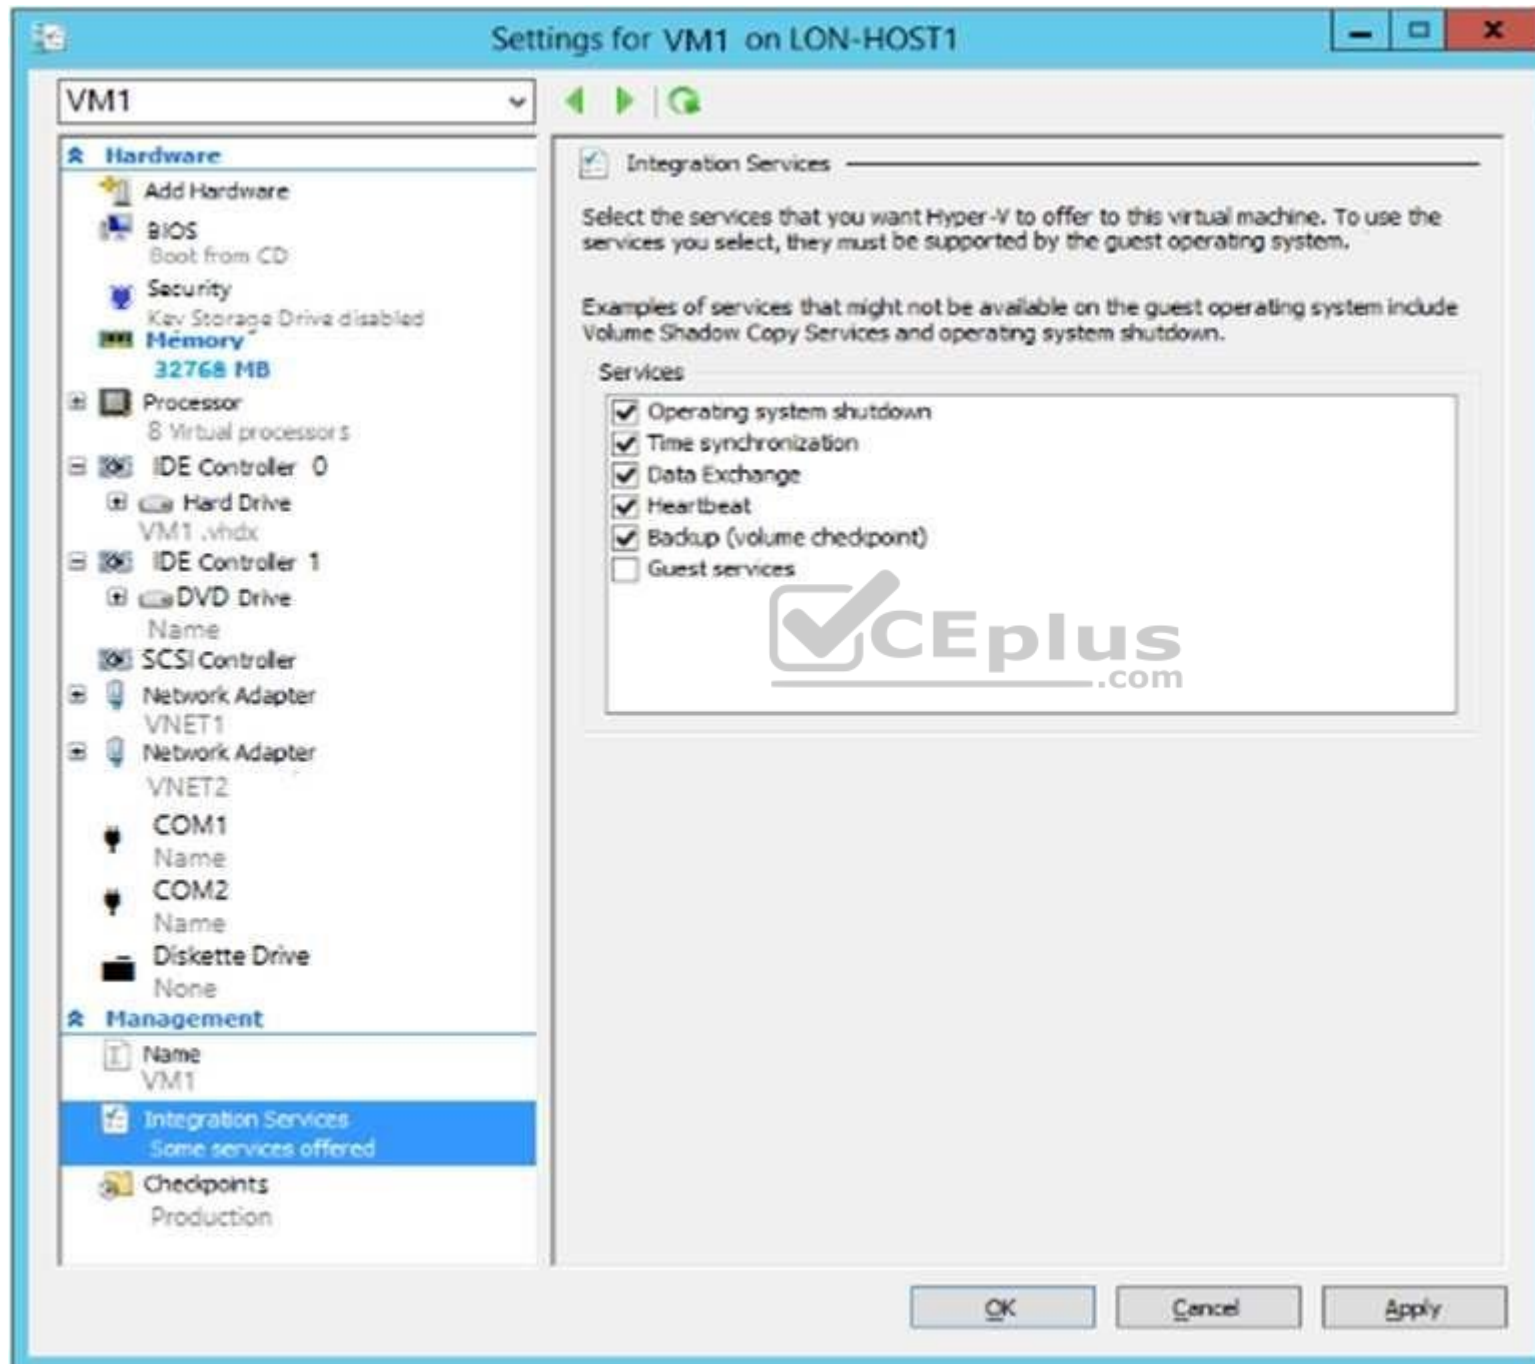 Settings for VM1 on LON-HOST1
VM1
Hardware
Add Hardware
BIOS
Boot from CD
Security
Key Storage Drive disabled
Memory
32768 MB
Processor
8 Virtual processors
IDE Controller 0
Hard Drive
VM1 .vhdx
IDE Controller 1
DVD Drive
Name
SCSI Controller
Network Adapter
VNET1
Network Adapter
VNET2
COM1
Name
COM2
Name
Diskette Drive
None
Management
Name
VM1
Integration Services
Some services offered
Checkpoints
Production
Integration Services
Select the services that you want Hyper-V to offer to this virtual machine. To use the
services you select, they must be supported by the guest operating system.
Examples of services that might not be available on the guest operating system include
Volume Shadow Copy Services and operating system shutdown.
Services
Operating system shutdown
Time synchronization
Data Exchange
Heartbeat
Backup (volume checkpoint)
Guest services
CEplus
.com
OK
Cancel
Apply